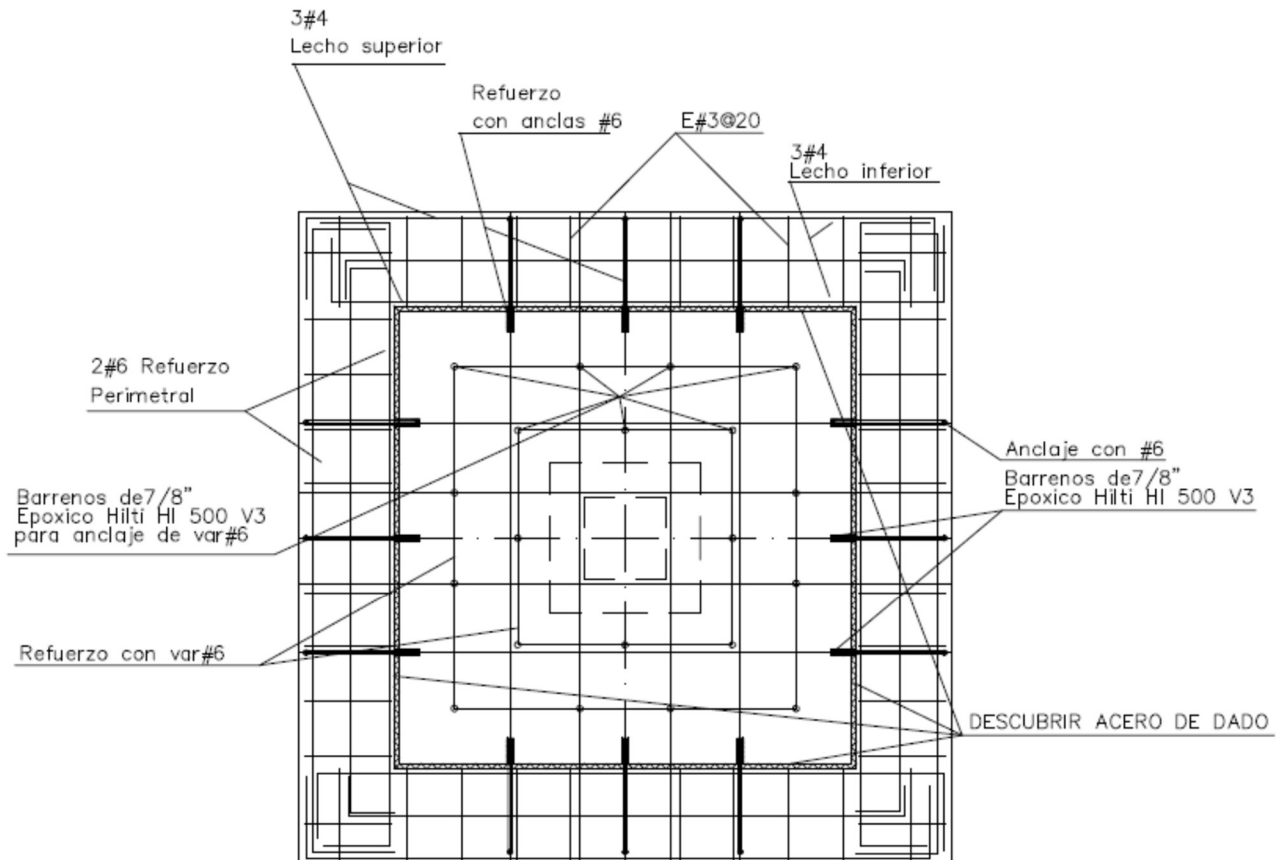 3#4
Lecho superior
Refuerzo
con anclas #6
E#3@20
3#4
Lecho inferior
2#6 Refuerzo
Perimetral
Anclaje con #6
Barrenos de7/8"
Epoxico Hilti HI 500 V3
Barrenos de7/8"
Epoxico Hilti HI 500 V3
para anclaje de var#6
Refuerzo con var#6
DESCUBRIR ACERO DE DADO